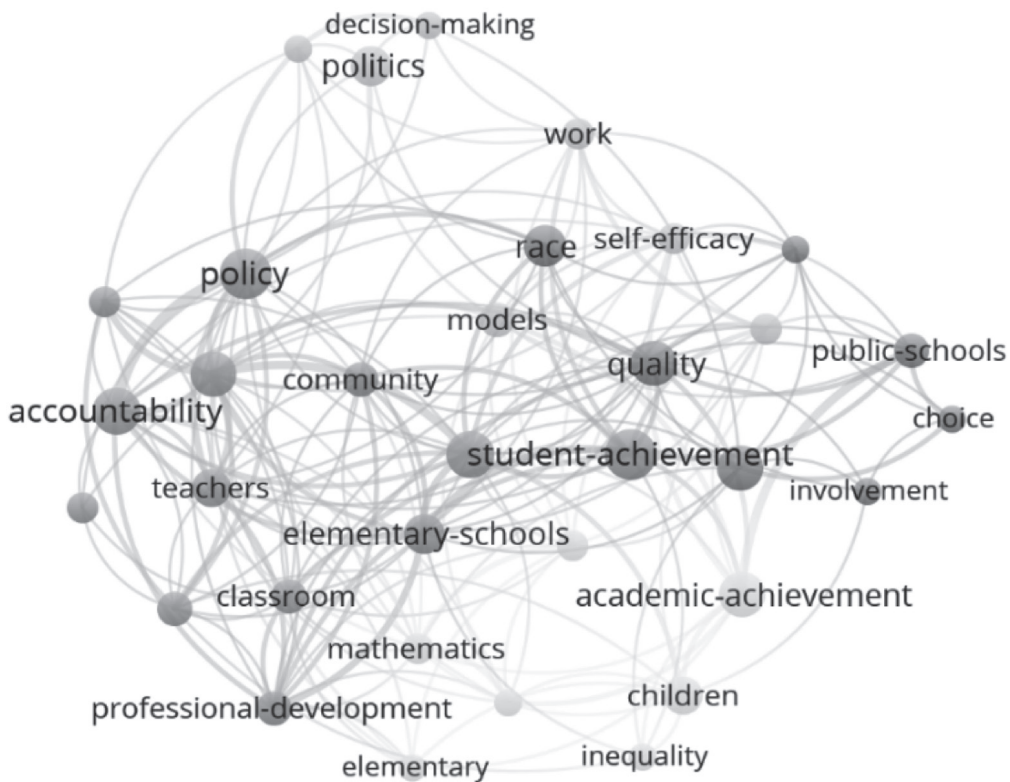 decision-making
politics
work
race
self-efficacy
policy
models
public-schools
quality
community
accountability
choice
student-achievement
teachers
involvement
elementary-schools
classroom
academic-achievement
mathematics
children
professional-development
inequality
elementary